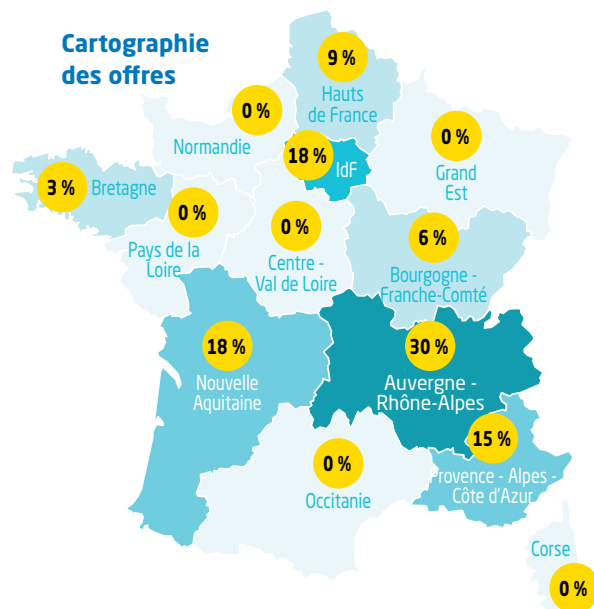 Cartographie
des offres
9 %
Hauts
de France
0 %
Normandie
18 %
IdF
0 %
Grand
Est
3 %
Bretagne
0 %
Pays de la
Loire
0 %
Centre -
Val de Loire
6 %
Bourgogne -
Franche-Comté
18 %
Nouvelle
Aquitaine
30 %
Auvergne -
Rhône-Alpes
15 %
Provence - Alpes -
Côte d'Azur
0 %
Occitanie
Corse
0 %